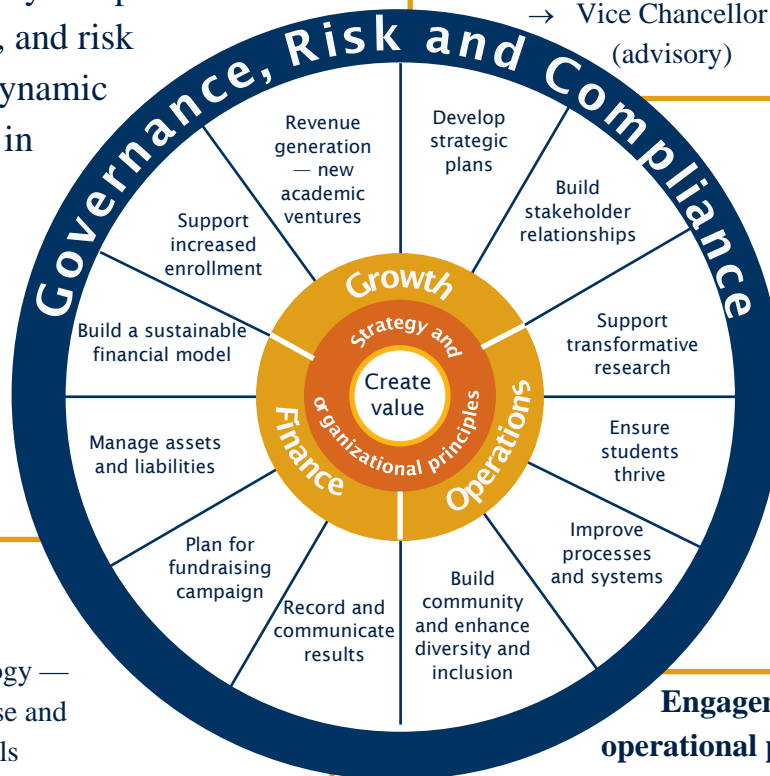 , and risk
ynamic
in
→ Vice Chancellor
(advisory)
Governance, Risk and Compliance
Revenue
generation
— new
academic
ventures
Develop
strategic
plans
Build
stakeholder
relationships
Support
transformative
research
Ensure
students
thrive
Improve
processes
and systems
Build
community
and enhance
diversity and
inclusion
Record and
communicate
results
Plan for
fundraising
campaign
Manage assets
and liabilities
Build a sustainable
financial model
Support
increased
enrollment
Growth
Operations
Finance
Strategy and
organizational principles
Create
value
ogy —
se and
ls
Engagem
operational p